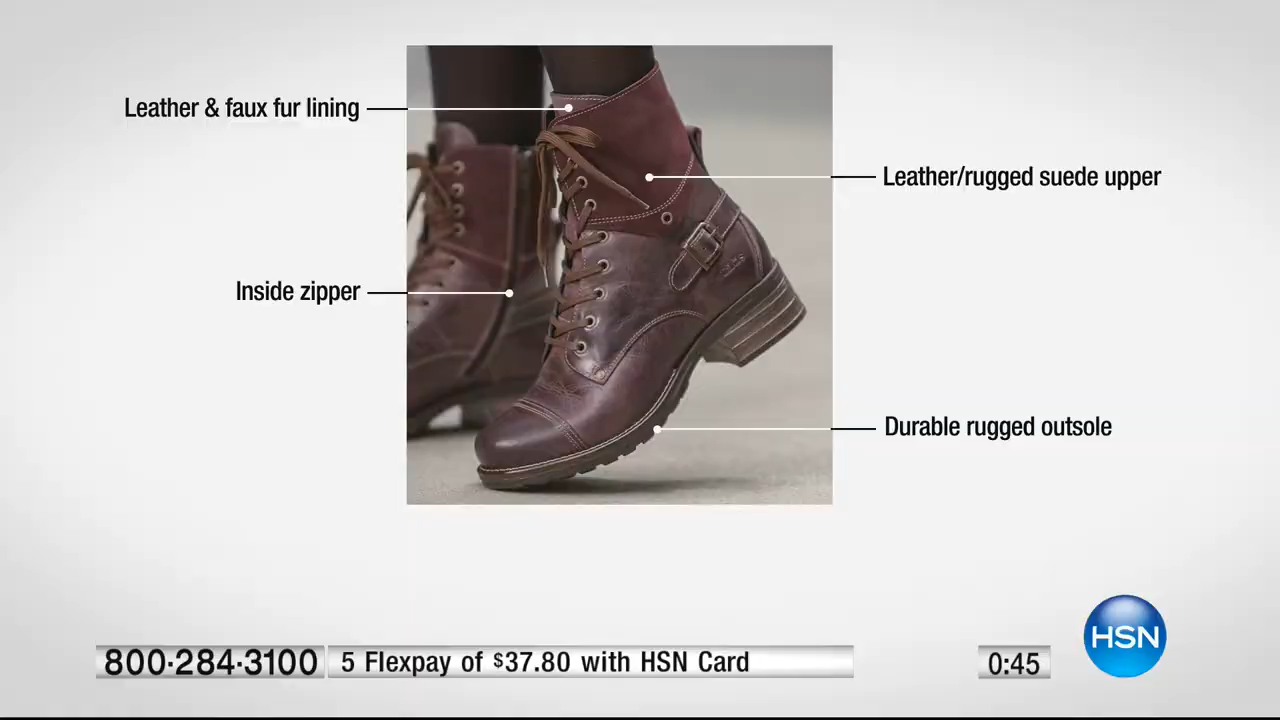 Leather & faux fur lining
Leather/rugged suede upper
Inside zipper
Durable rugged outsole
HSN
800·284·3100
5 Flexpay of $37.80 with HSN Card
0:45